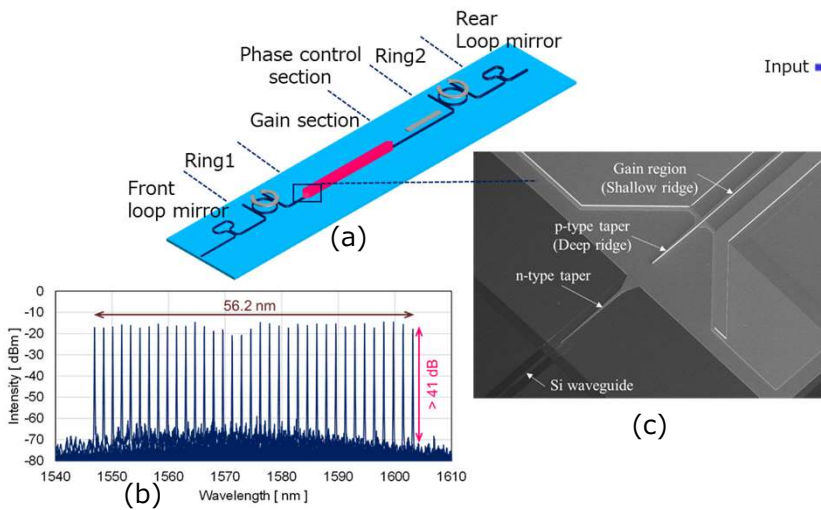 Rear
Loop mirror
Ring2
Phase control
section
Gain section
Ring1
Front
loop mirror
(a)
Input
Gain region
(Shallow ridge)
p-type taper
(Deep ridge)
n-type taper
Si waveguide
(c)
0
-10
-20
-30
-40
-50
-60
-70
-80
Intensity [ dBm]
56.2 nm
> 41 dB
1540 1550 1560 1570 1580 1590 1600 1610
Wavelength [ nm]
(b)